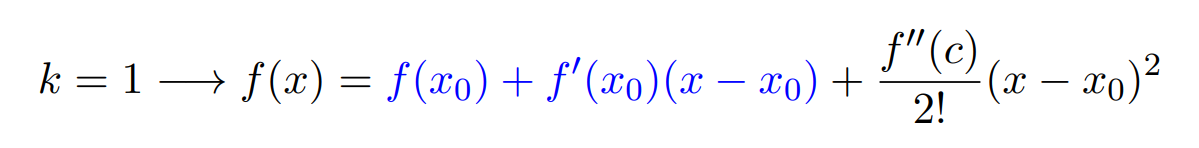 k = 1 ⟶ f(x) = f(x₀) + f′(x₀)(x − x₀) + f″(c)/2! (x − x₀)²